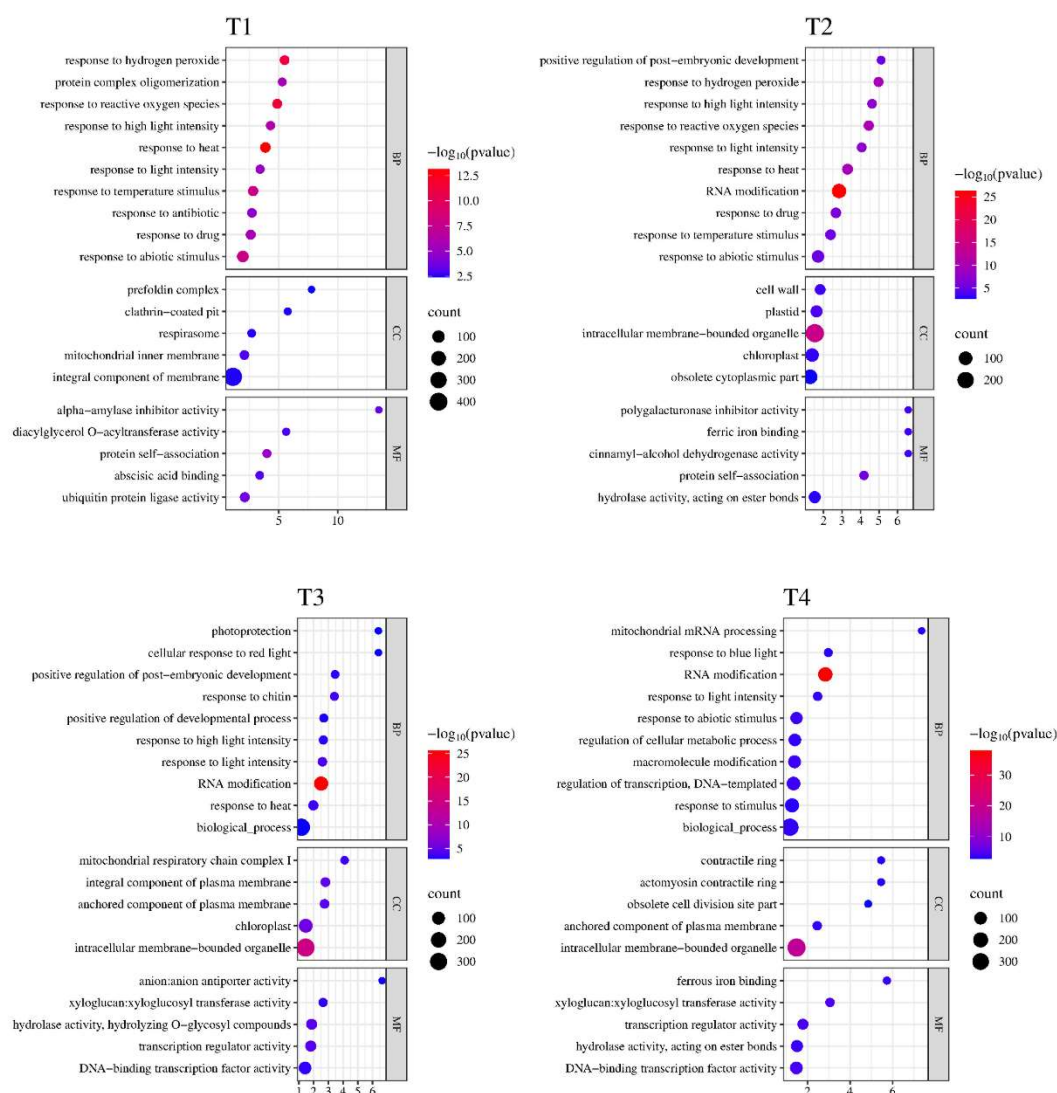 T1
response to hydrogen peroxide
protein complex oligomerization
response to reactive oxygen species
response to high light intensity
response to heat
response to light intensity
response to temperature stimulus
response to antibiotic
response to drug
response to abiotic stimulus
BP
prefoldin complex
clathrin−coated pit
respirasome
mitochondrial inner membrane
integral component of membrane
CC
alpha−amylase inhibitor activity
diacylglycerol O−acyltransferase activity
protein self−association
abscisic acid binding
ubiquitin protein ligase activity
MF
5 10
−log10(pvalue)
12.5
10.0
7.5
5.0
2.5
count
100
200
300
400
T2
positive regulation of post−embryonic development
response to hydrogen peroxide
response to high light intensity
response to reactive oxygen species
response to light intensity
response to heat
RNA modification
response to drug
response to temperature stimulus
response to abiotic stimulus
BP
cell wall
plastid
intracellular membrane−bounded organelle
chloroplast
obsolete cytoplasmic part
CC
polygalacturonase inhibitor activity
ferric iron binding
cinnamyl−alcohol dehydrogenase activity
protein self−association
hydrolase activity, acting on ester bonds
MF
2 3 4 5 6
−log10(pvalue)
25
20
15
10
5
count
100
200
T3
photoprotection
cellular response to red light
positive regulation of post−embryonic development
response to chitin
positive regulation of developmental process
response to high light intensity
response to light intensity
RNA modification
response to heat
biological_process
BP
mitochondrial respiratory chain complex I
integral component of plasma membrane
anchored component of plasma membrane
chloroplast
intracellular membrane−bounded organelle
CC
anion:anion antiporter activity
xyloglucan:xyloglucosyl transferase activity
hydrolase activity, hydrolyzing O−glycosyl compounds
transcription regulator activity
DNA−binding transcription factor activity
MF
1 2 3 4 5 6
−log10(pvalue)
25
20
15
10
5
count
100
200
300
T4
mitochondrial mRNA processing
response to blue light
RNA modification
response to light intensity
response to abiotic stimulus
regulation of cellular metabolic process
macromolecule modification
regulation of transcription, DNA−templated
response to stimulus
biological_process
BP
contractile ring
actomyosin contractile ring
obsolete cell division site part
anchored component of plasma membrane
intracellular membrane−bounded organelle
CC
ferrous iron binding
xyloglucan:xyloglucosyl transferase activity
transcription regulator activity
hydrolase activity, acting on ester bonds
DNA−binding transcription factor activity
MF
2 4 6
−log10(pvalue)
30
20
10
count
100
200
300